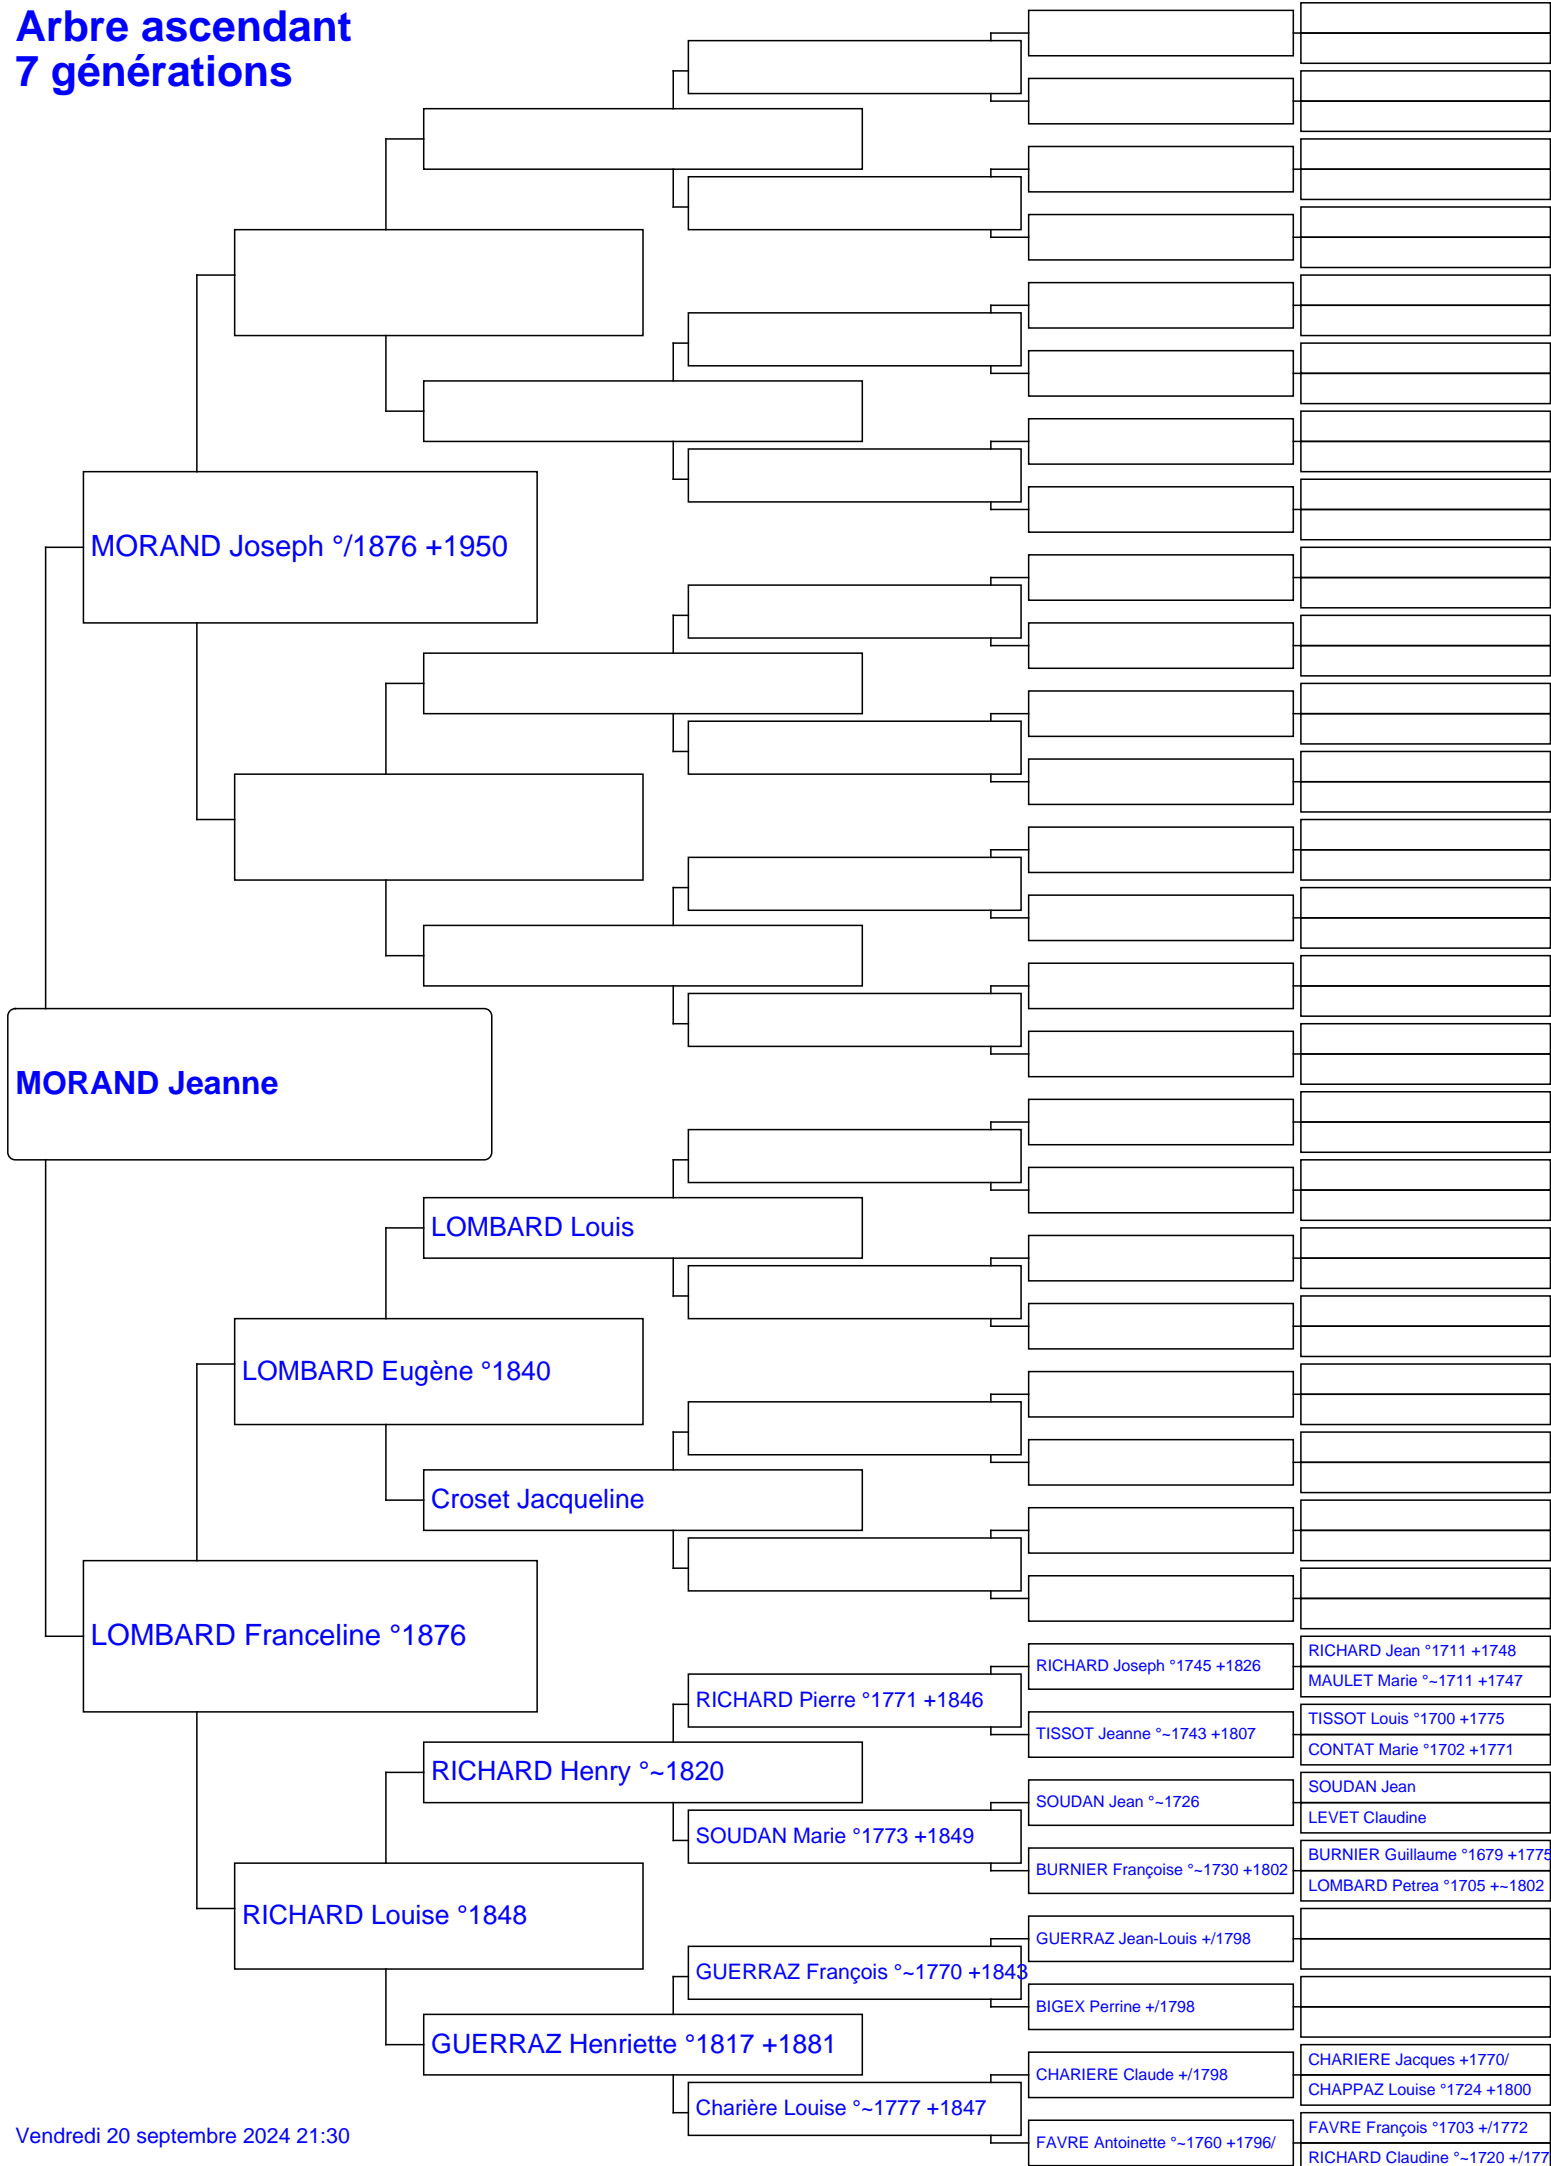 Arbre ascendant
7 générations
MORAND Joseph °/1876 +1950
MORAND Jeanne
LOMBARD Louis
LOMBARD Eugène °1840
Croset Jacqueline
LOMBARD Franceline °1876
RICHARD Jean °1711 +1748
RICHARD Joseph °1745 +1826
MAULET Marie °~1711 +1747
RICHARD Pierre °1771 +1846
TISSOT Louis °1700 +1775
TISSOT Jeanne °~1743 +1807
CONTAT Marie °1702 +1771
RICHARD Henry °~1820
SOUDAN Jean
SOUDAN Jean °~1726
LEVET Claudine
SOUDAN Marie °1773 +1849
BURNIER Guillaume °1679 +1775
BURNIER Françoise °~1730 +1802
LOMBARD Petrea °1705 +~1802
RICHARD Louise °1848
GUERRAZ Jean-Louis +/1798
GUERRAZ François °~1770 +1843
BIGEX Perrine +/1798
GUERRAZ Henriette °1817 +1881
CHARIERE Jacques +1770/
CHARIERE Claude +/1798
CHAPPAZ Louise °1724 +1800
Charière Louise °~1777 +1847
FAVRE François °1703 +/1772
FAVRE Antoinette °~1760 +1796/
RICHARD Claudine °~1720 +/177
Vendredi 20 septembre 2024 21:30